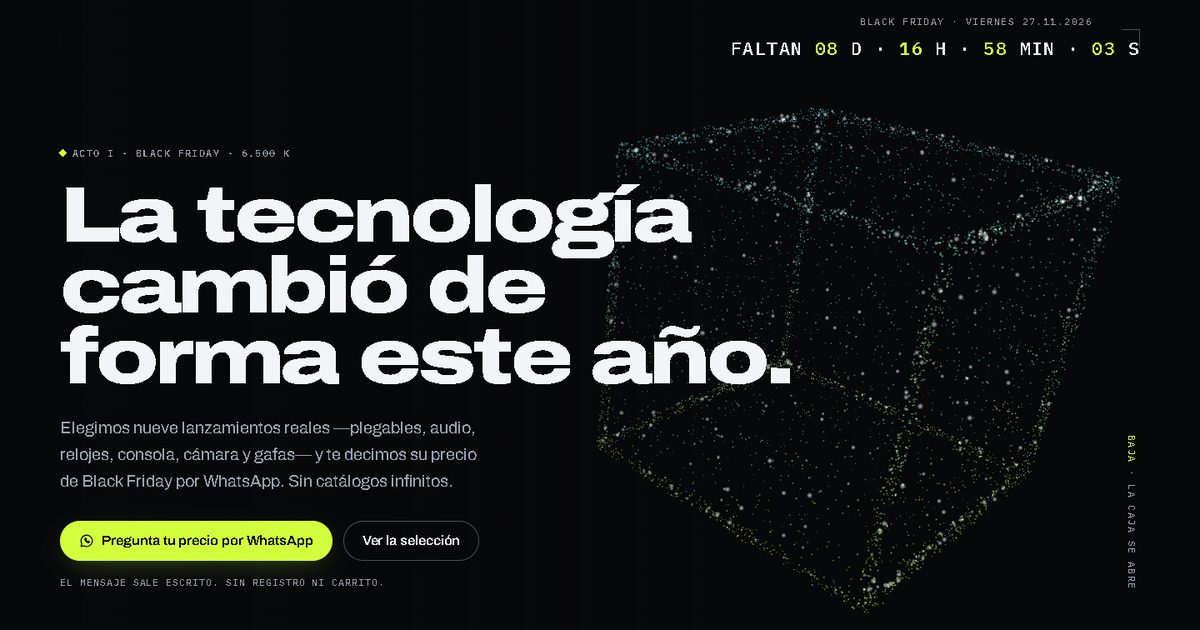 BLACK FRIDAY · VIERNES 27.11.2026
FALTAN 08 D · 16 H · 58 MIN · 03 S
ACTO I · BLACK FRIDAY · 6.500 K
La tecnología
cambió de
forma este año.
Elegimos nueve lanzamientos reales —plegables, audio,
relojes, consola, cámara y gafas— y te decimos su precio
de Black Friday por WhatsApp. Sin catálogos infinitos.
Pregunta tu precio por WhatsApp
Ver la selección
EL MENSAJE SALE ESCRITO. SIN REGISTRO NI CARRITO.
BAJA LA CAJA SE ABRE